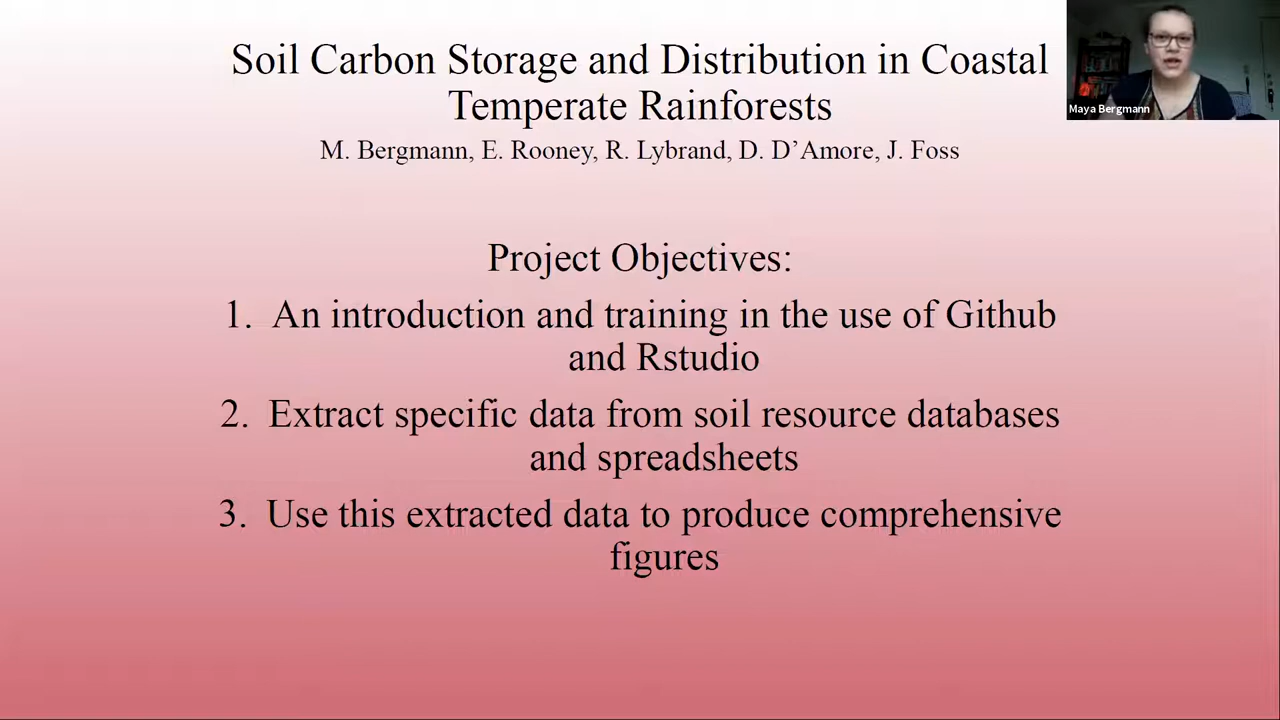 Soil Carbon Storage and Distribution in Coastal
Temperate Rainforests
M. Bergmann, E. Rooney, R. Lybrand, D. D’Amore, J. Foss
Maya Bergmann
Project Objectives:
1. An introduction and training in the use of Github
and Rstudio
2. Extract specific data from soil resource databases
and spreadsheets
3. Use this extracted data to produce comprehensive
figures